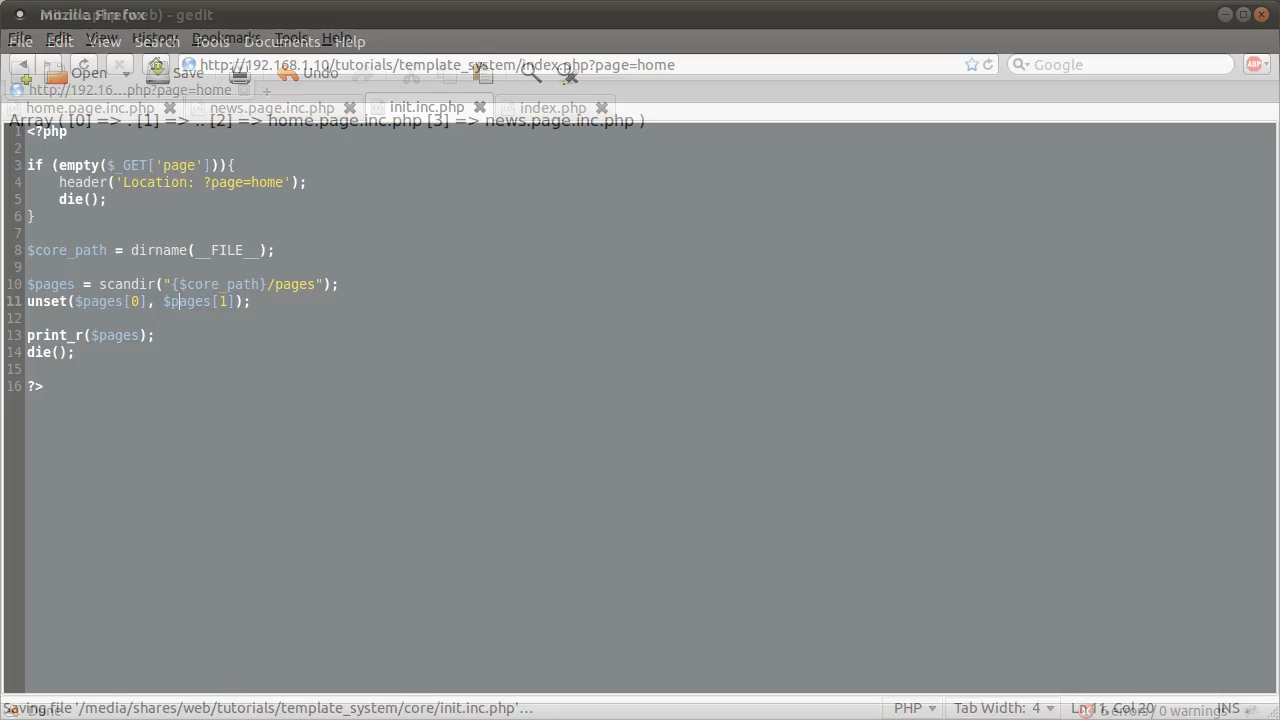 Mozilla Firefox (web) - gedit
File Edit View History Bookmarks Tools Help
File Edit View Search Tools Documents Help
http://192.168.1.10/tutorials/template_system/index.php?page=home
Google
ABP
Open Save Undo
http://192.16...php?page=home
home.page.inc.php news.page.inc.php init.inc.php index.php
Array ( [0] => . [1] => .. [2] => home.page.inc.php [3] => news.page.inc.php )
1 <?php
2
3 if (empty($_GET['page'])){
4 header('Location: ?page=home');
5 die();
6 }
7
8 $core_path = dirname(__FILE__);
9
10 $pages = scandir("{$core_path}/pages");
11 unset($pages[0], $pages[1]);
12
13 print_r($pages);
14 die();
15
16 ?>
Saving file '/media/shares/web/tutorials/template_system/core/init.inc.php'...
Done
PHP Tab Width: 4 Ln 11, Col 20 INS
6 errors / 0 warnings